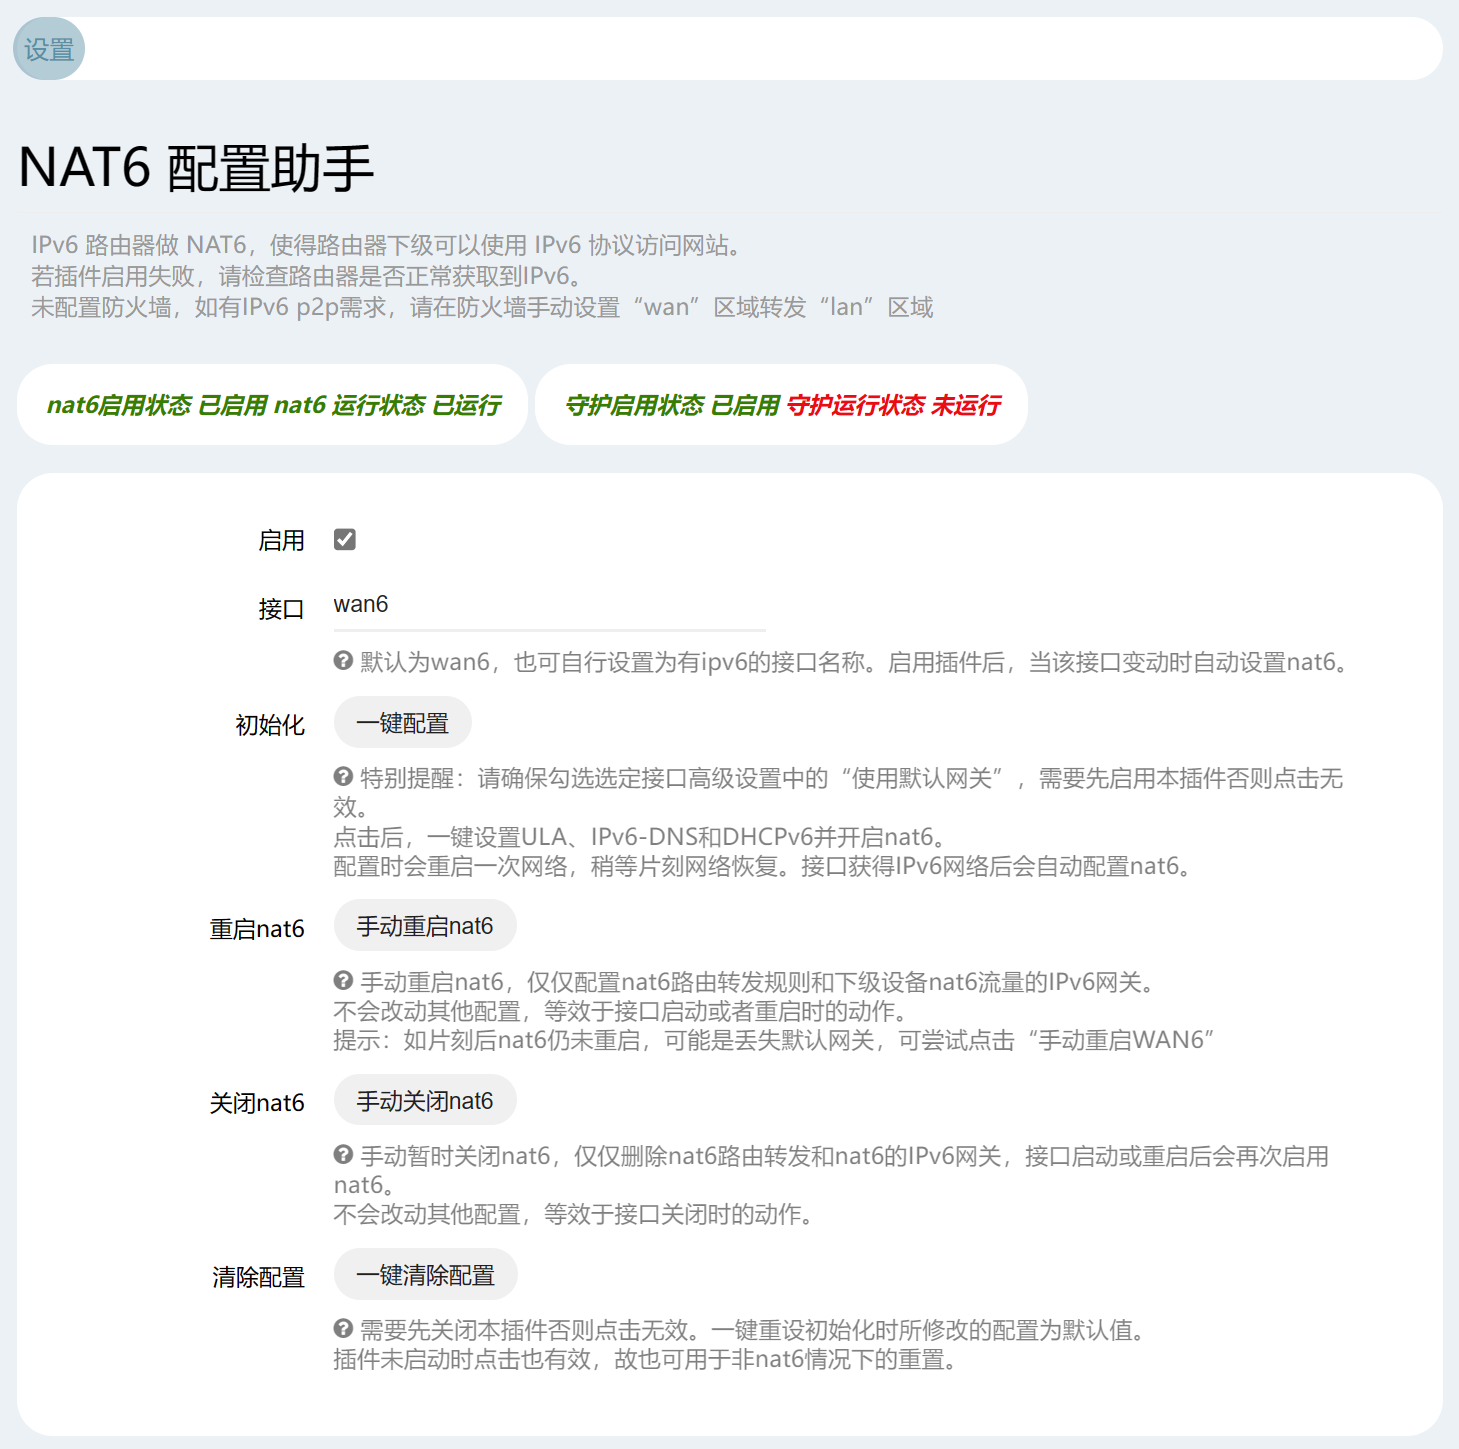 设置
NAT6 配置助手
IPv6 路由器做 NAT6，使得路由器下级可以使用 IPv6 协议访问网站。
若插件启用失败，请检查路由器是否正常获取到IPv6。
未配置防火墙，如有IPv6 p2p需求，请在防火墙手动设置“wan”区域转发“lan”区域
nat6启用状态 已启用 nat6 运行状态 已运行
守护启用状态 已启用 守护运行状态 未运行
启用
接口
wan6
默认为wan6，也可自行设置为有ipv6的接口名称。启用插件后，当该接口变动时自动设置nat6。
初始化
一键配置
特别提醒：请确保勾选选定接口高级设置中的“使用默认网关”，需要先启用本插件否则点击无
效。
点击后，一键设置ULA、IPv6-DNS和DHCPv6并开启nat6。
配置时会重启一次网络，稍等片刻网络恢复。接口获得IPv6网络后会自动配置nat6。
重启nat6
手动重启nat6
手动重启nat6，仅仅配置nat6路由转发规则和下级设备nat6流量的IPv6网关。
不会改动其他配置，等效于接口启动或者重启时的动作。
提示：如片刻后nat6仍未重启，可能是丢失默认网关，可尝试点击“手动重启WAN6”
关闭nat6
手动关闭nat6
手动暂时关闭nat6，仅仅删除nat6路由转发和nat6的IPv6网关，接口启动或重启后会再次启用
nat6。
不会改动其他配置，等效于接口关闭时的动作。
清除配置
一键清除配置
需要先关闭本插件否则点击无效。一键重设初始化时所修改的配置为默认值。
插件未启动时点击也有效，故也可用于非nat6情况下的重置。